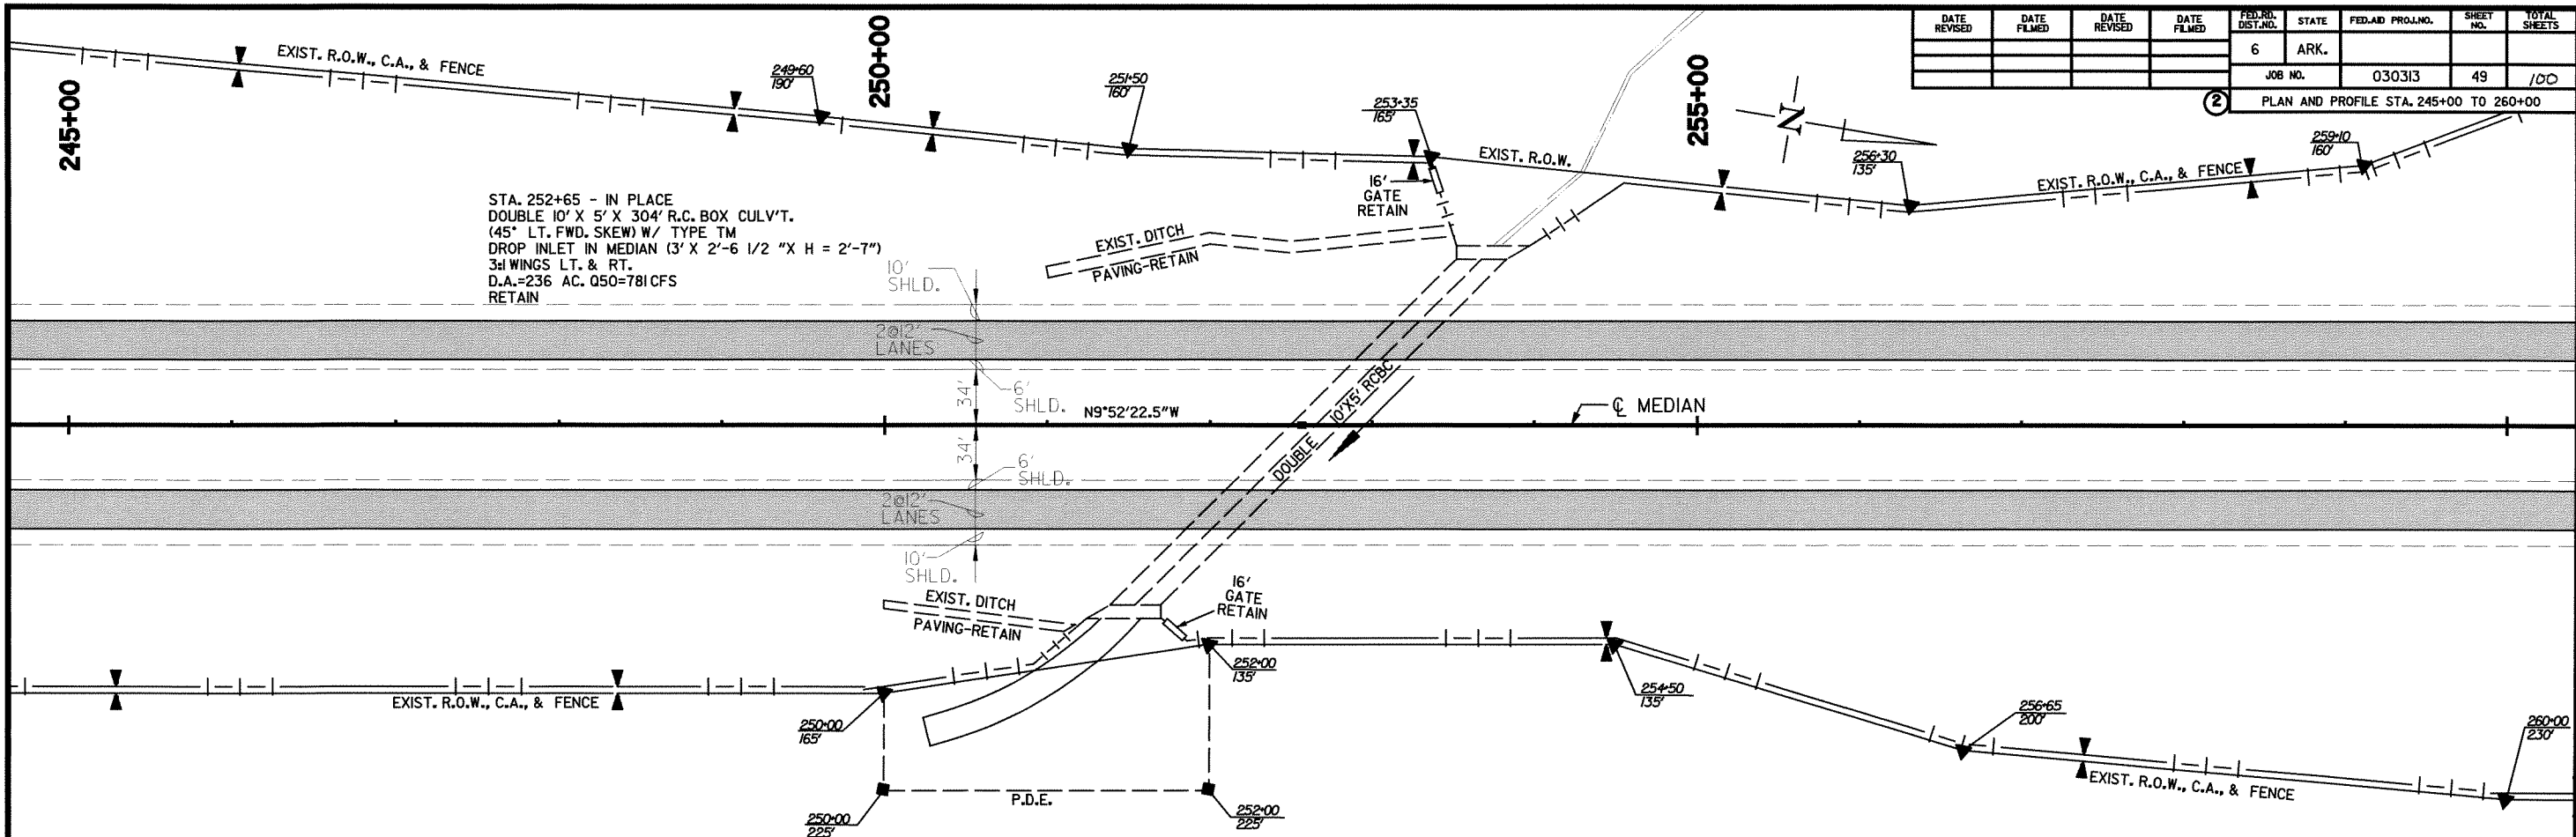 DATE REVISED
DATE FILMED
DATE REVISED
DATE FILMED
FED.RD. DIST.NO.
STATE
FED.AID PROJ.NO.
SHEET NO.
TOTAL SHEETS
6
ARK.
JOB NO.
030313
49
100
2
PLAN AND PROFILE STA. 245+00 TO 260+00
245+00
EXIST. R.O.W., C.A., & FENCE
249+60
190'
250+00
251+50
160'
253+35
165'
EXIST. R.O.W.
255+00
N
256+30
135'
EXIST. R.O.W., C.A., & FENCE
259+10
160'
16'
GATE
RETAIN
STA. 252+65 - IN PLACE
DOUBLE 10' X 5' X 304' R.C. BOX CULV'T.
(45° LT. FWD. SKEW) W/ TYPE TM
DROP INLET IN MEDIAN (3' X 2'-6 1/2 "X H = 2'-7")
3:1 WINGS LT. & RT.
D.A.=236 AC. Q50=781 CFS
RETAIN
EXIST. DITCH
PAVING-RETAIN
10'
SHLD.
2@12'
LANES
6'
SHLD.
34'
N9°52'22.5"W
DOUBLE 10'X5' RCBC
℄ MEDIAN
34'
6'
SHLD.
2@12'
LANES
10'
SHLD.
EXIST. DITCH
PAVING-RETAIN
16'
GATE
RETAIN
EXIST. R.O.W., C.A., & FENCE
250+00
165'
252+00
135'
254+50
135'
256+65
200'
260+00
230'
EXIST. R.O.W., C.A., & FENCE
P.D.E.
250+00
225'
252+00
225'